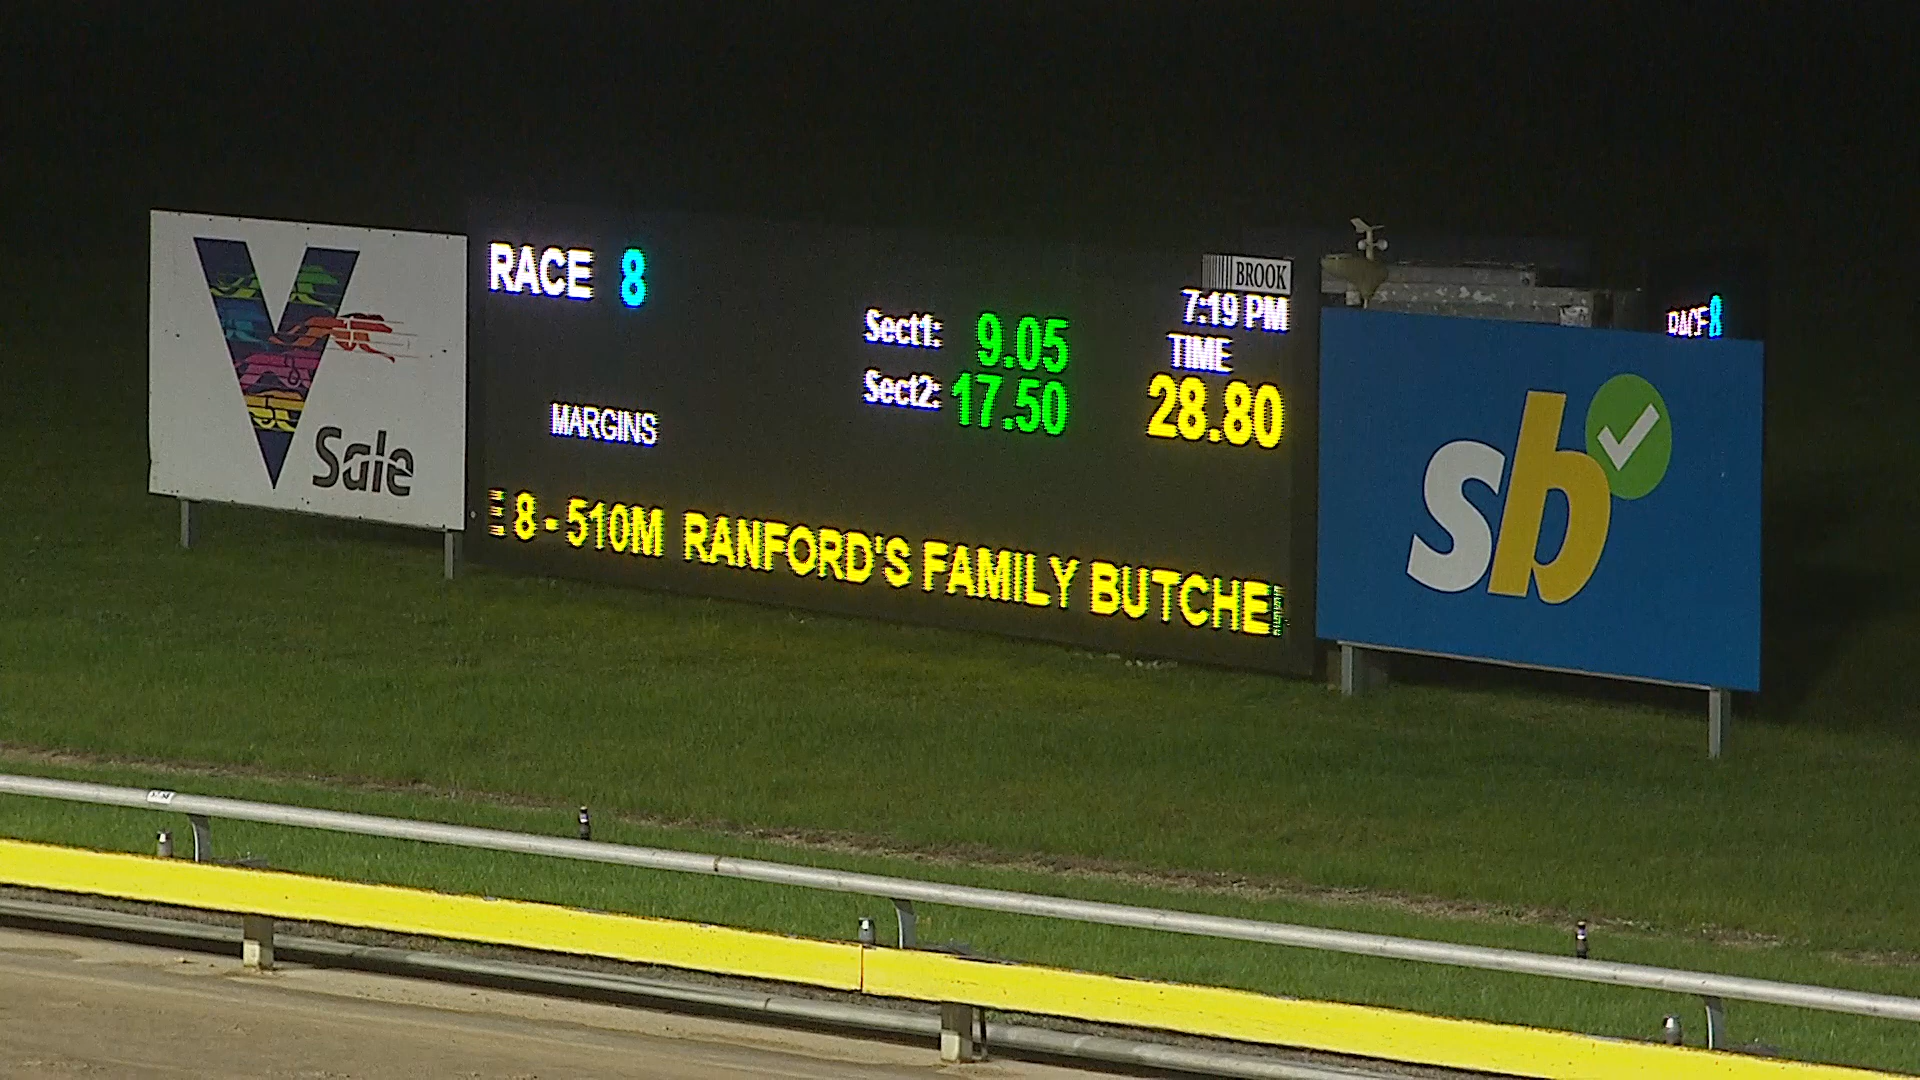 V
Sale
RACE 8
BROOK
7:19 PM
Sect1: 9.05
TIME
Sect2: 17.50
28.80
MARGINS
8 - 510M RANFORD'S FAMILY BUTCHE
RACE 8
sb